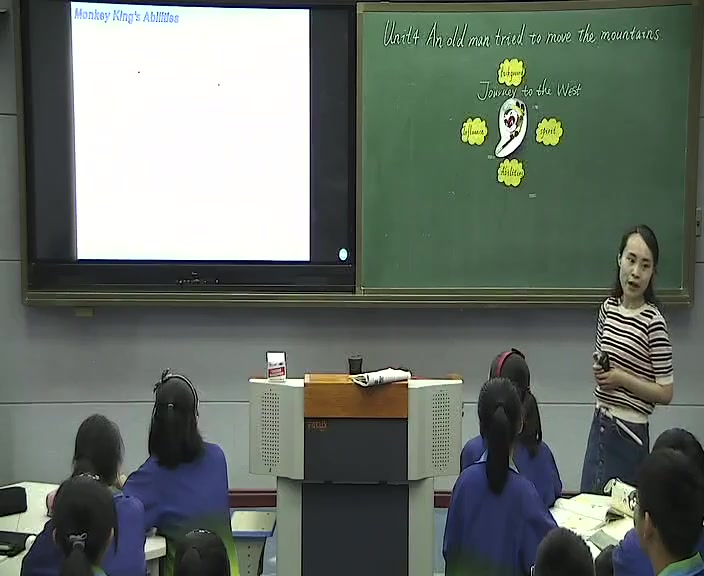 Monkey King's Abilities
Unit4 An old man tried to move the mountains
Background
Journey to the West
Influence
spirit
Abilities